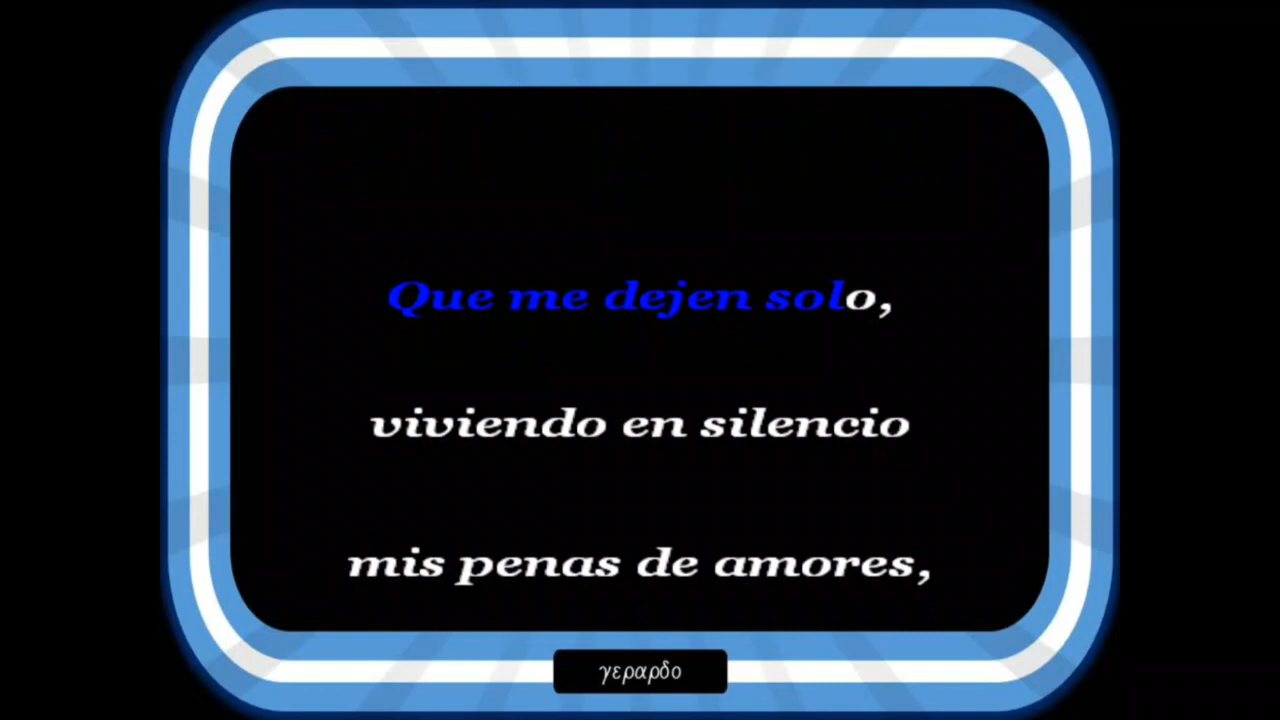 Que me dejen solo,
viviendo en silencio
mis penas de amores,
γεραρδο